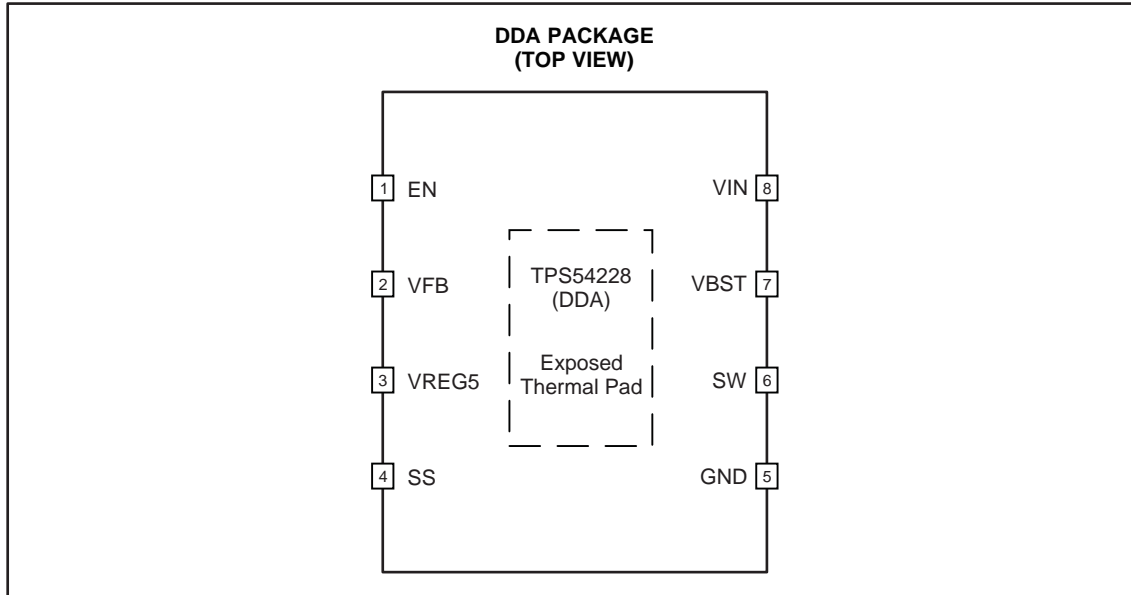 DDA PACKAGE
(TOP VIEW)
1 EN
VIN 8
2 VFB
TPS54228
(DDA)
VBST 7
3 VREG5
Exposed
Thermal Pad
SW 6
4 SS
GND 5